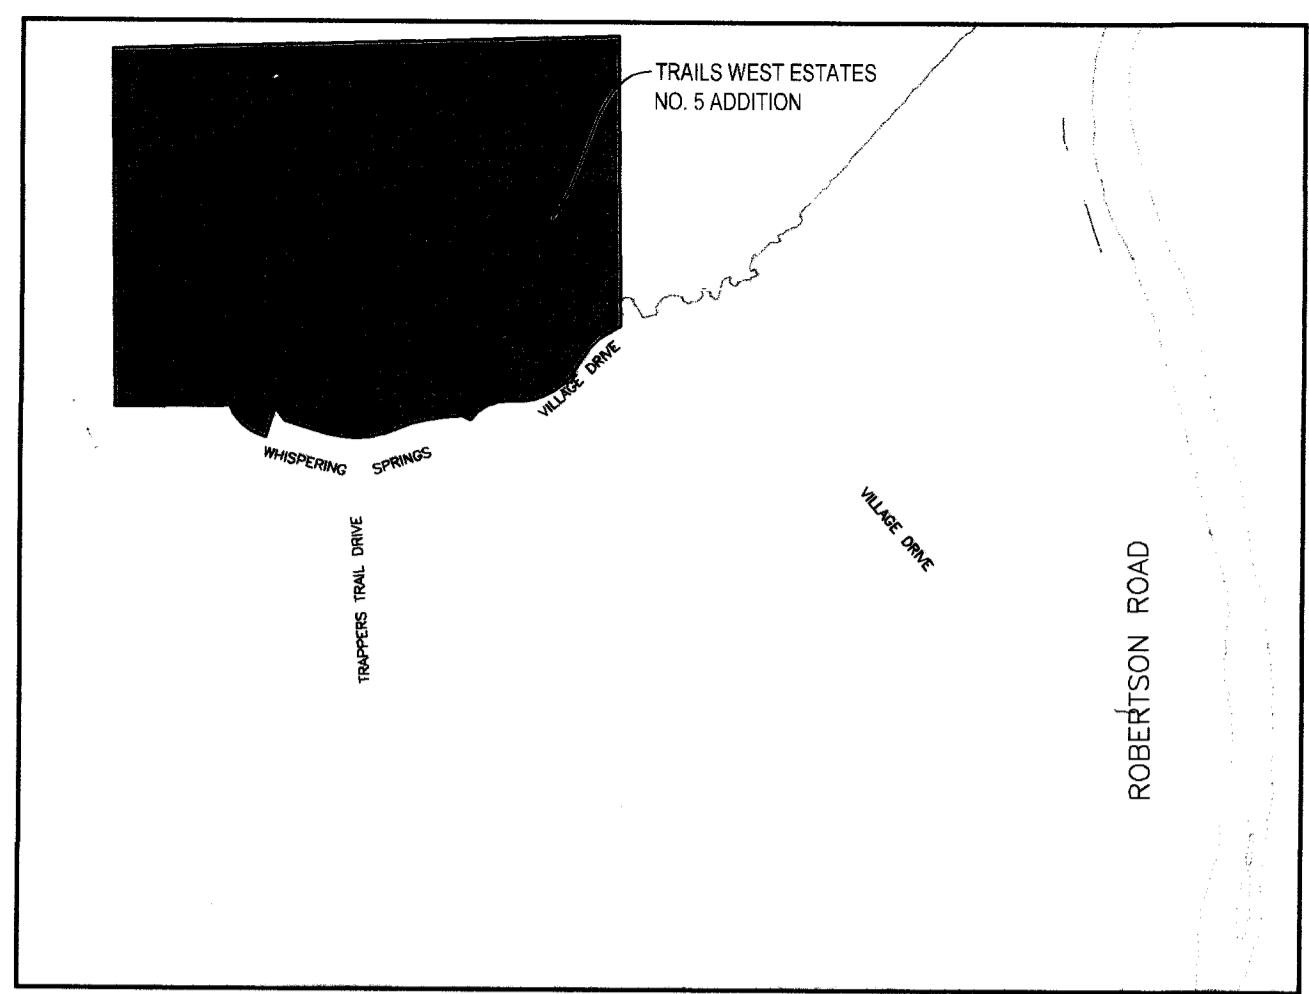 TRAILS WEST ESTATES
NO. 5 ADDITION
VILLAGE DRIVE
WHISPERING SPRINGS
TRAPPERS TRAIL DRIVE
VILLAGE DRIVE
ROBERTSON ROAD